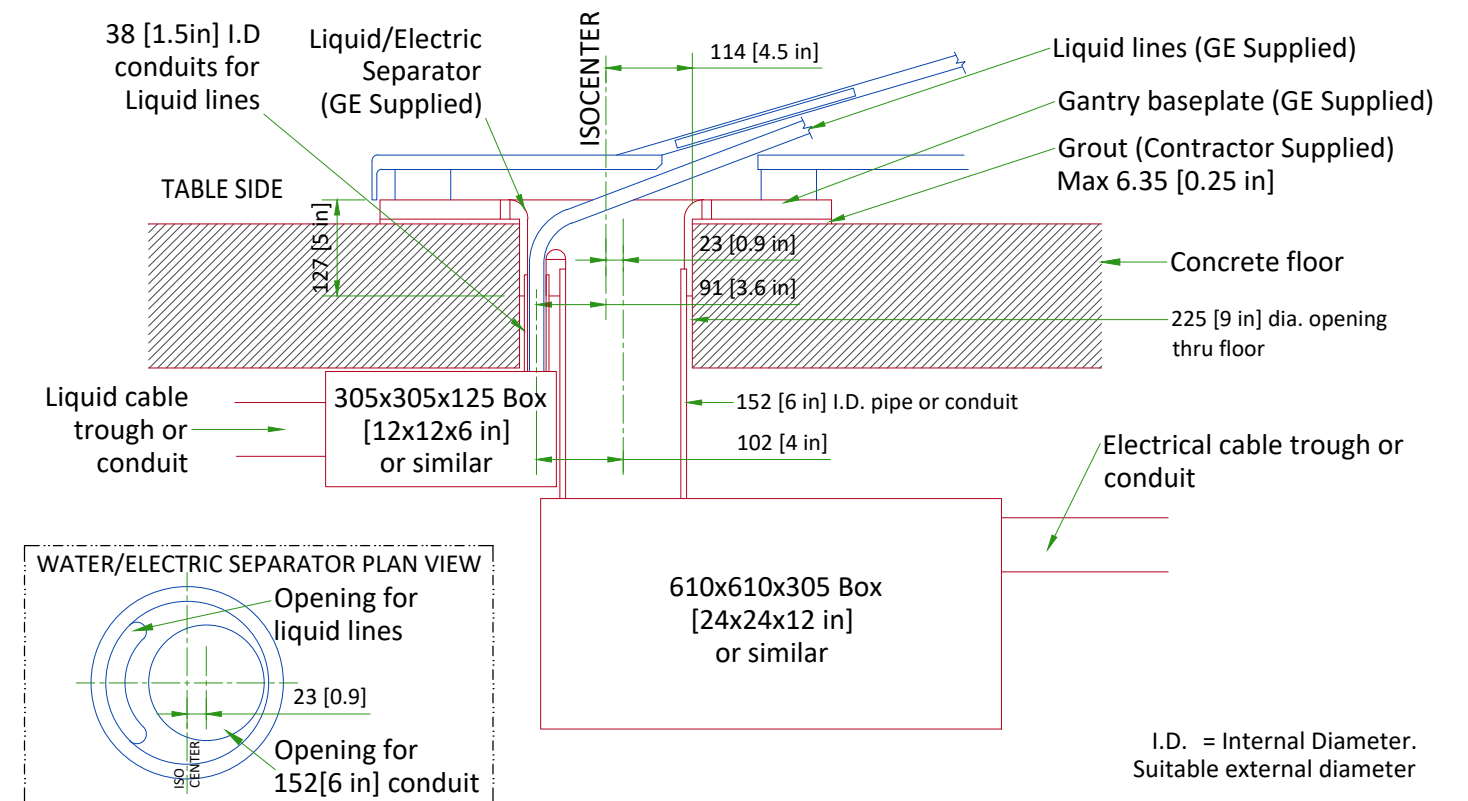 38 [1.5in] I.D
conduits for
Liquid lines
Liquid/Electric
Separator
(GE Supplied)
ISOCENTER
114 [4.5 in]
Liquid lines (GE Supplied)
Gantry baseplate (GE Supplied)
Grout (Contractor Supplied)
Max 6.35 [0.25 in]
TABLE SIDE
127 [5 in]
23 [0.9 in]
91 [3.6 in]
Concrete floor
225 [9 in] dia. opening
thru floor
Liquid cable
trough or
conduit
305x305x125 Box
[12x12x6 in]
or similar
152 [6 in] I.D. pipe or conduit
102 [4 in]
Electrical cable trough or
conduit
610x610x305 Box
[24x24x12 in]
or similar
WATER/ELECTRIC SEPARATOR PLAN VIEW
Opening for
liquid lines
23 [0.9]
ISO
CENTER
Opening for
152[6 in] conduit
I.D. = Internal Diameter.
Suitable external diameter